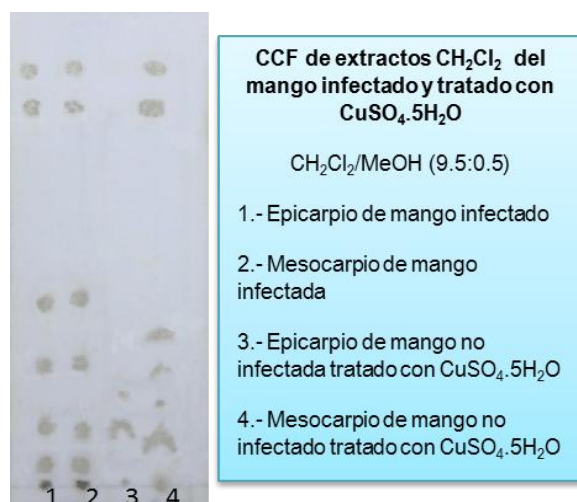 CCF de extractos CH₂Cl₂ del
mango infectado y tratado con
CuSO₄.5H₂O
CH₂Cl₂/MeOH (9.5:0.5)
1.- Epicarpio de mango infectado
2.- Mesocarpio de mango
infectada
3.- Epicarpio de mango no
infectada tratado con CuSO₄.5H₂O
4.- Mesocarpio de mango no
infectado tratado con CuSO₄.5H₂O
1 2 3 4